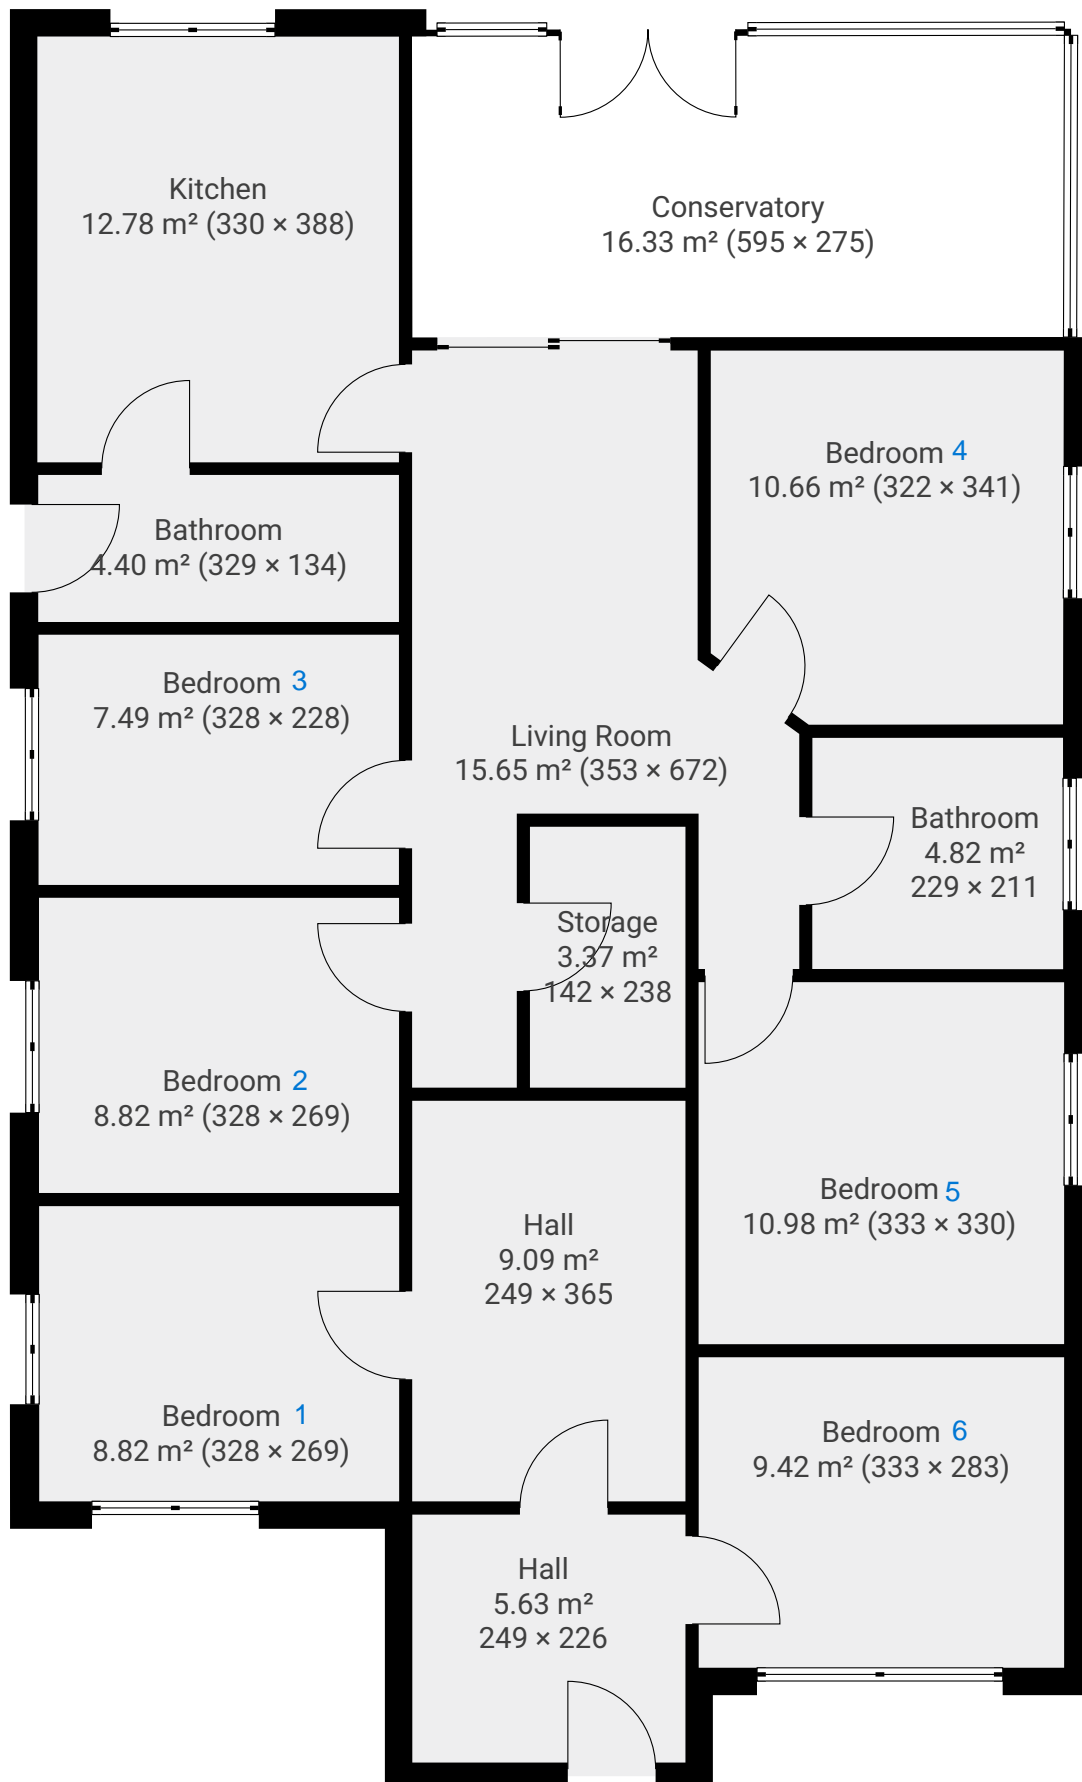 Kitchen
12.78 m² (330 × 388)
Conservatory
16.33 m² (595 × 275)
Bedroom 4
10.66 m² (322 × 341)
Bathroom
4.40 m² (329 × 134)
Bedroom 3
7.49 m² (328 × 228)
Living Room
15.65 m² (353 × 672)
Bathroom
4.82 m²
229 × 211
Storage
3.37 m²
142 × 238
Bedroom 2
8.82 m² (328 × 269)
Bedroom 5
10.98 m² (333 × 330)
Hall
9.09 m²
249 × 365
Bedroom 1
8.82 m² (328 × 269)
Bedroom 6
9.42 m² (333 × 283)
Hall
5.63 m²
249 × 226